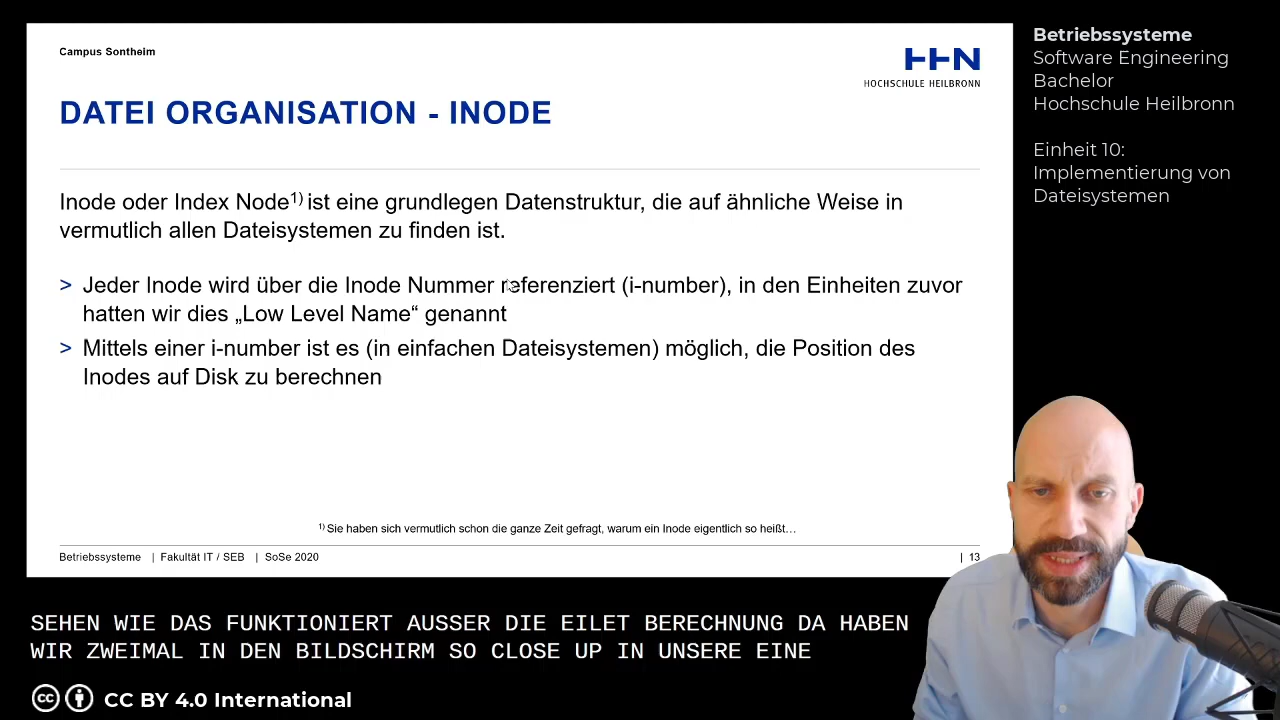 Campus Sontheim
HHN
HOCHSCHULE HEILBRONN
DATEI ORGANISATION - INODE
Inode oder Index Node1) ist eine grundlegen Datenstruktur, die auf ähnliche Weise in
vermutlich allen Dateisystemen zu finden ist.
> Jeder Inode wird über die Inode Nummer referenziert (i-number), in den Einheiten zuvor
hatten wir dies „Low Level Name“ genannt
> Mittels einer i-number ist es (in einfachen Dateisystemen) möglich, die Position des
Inodes auf Disk zu berechnen
1) Sie haben sich vermutlich schon die ganze Zeit gefragt, warum ein Inode eigentlich so heißt…
Betriebssysteme | Fakultät IT / SEB | SoSe 2020 | 13
Betriebssysteme
Software Engineering
Bachelor
Hochschule Heilbronn
Einheit 10:
Implementierung von
Dateisystemen
SEHEN WIE DAS FUNKTIONIERT AUSSER DIE EILET BERECHNUNG DA HABEN
WIR ZWEIMAL IN DEN BILDSCHIRM SO CLOSE UP IN UNSERE EINE
cc CC BY 4.0 International